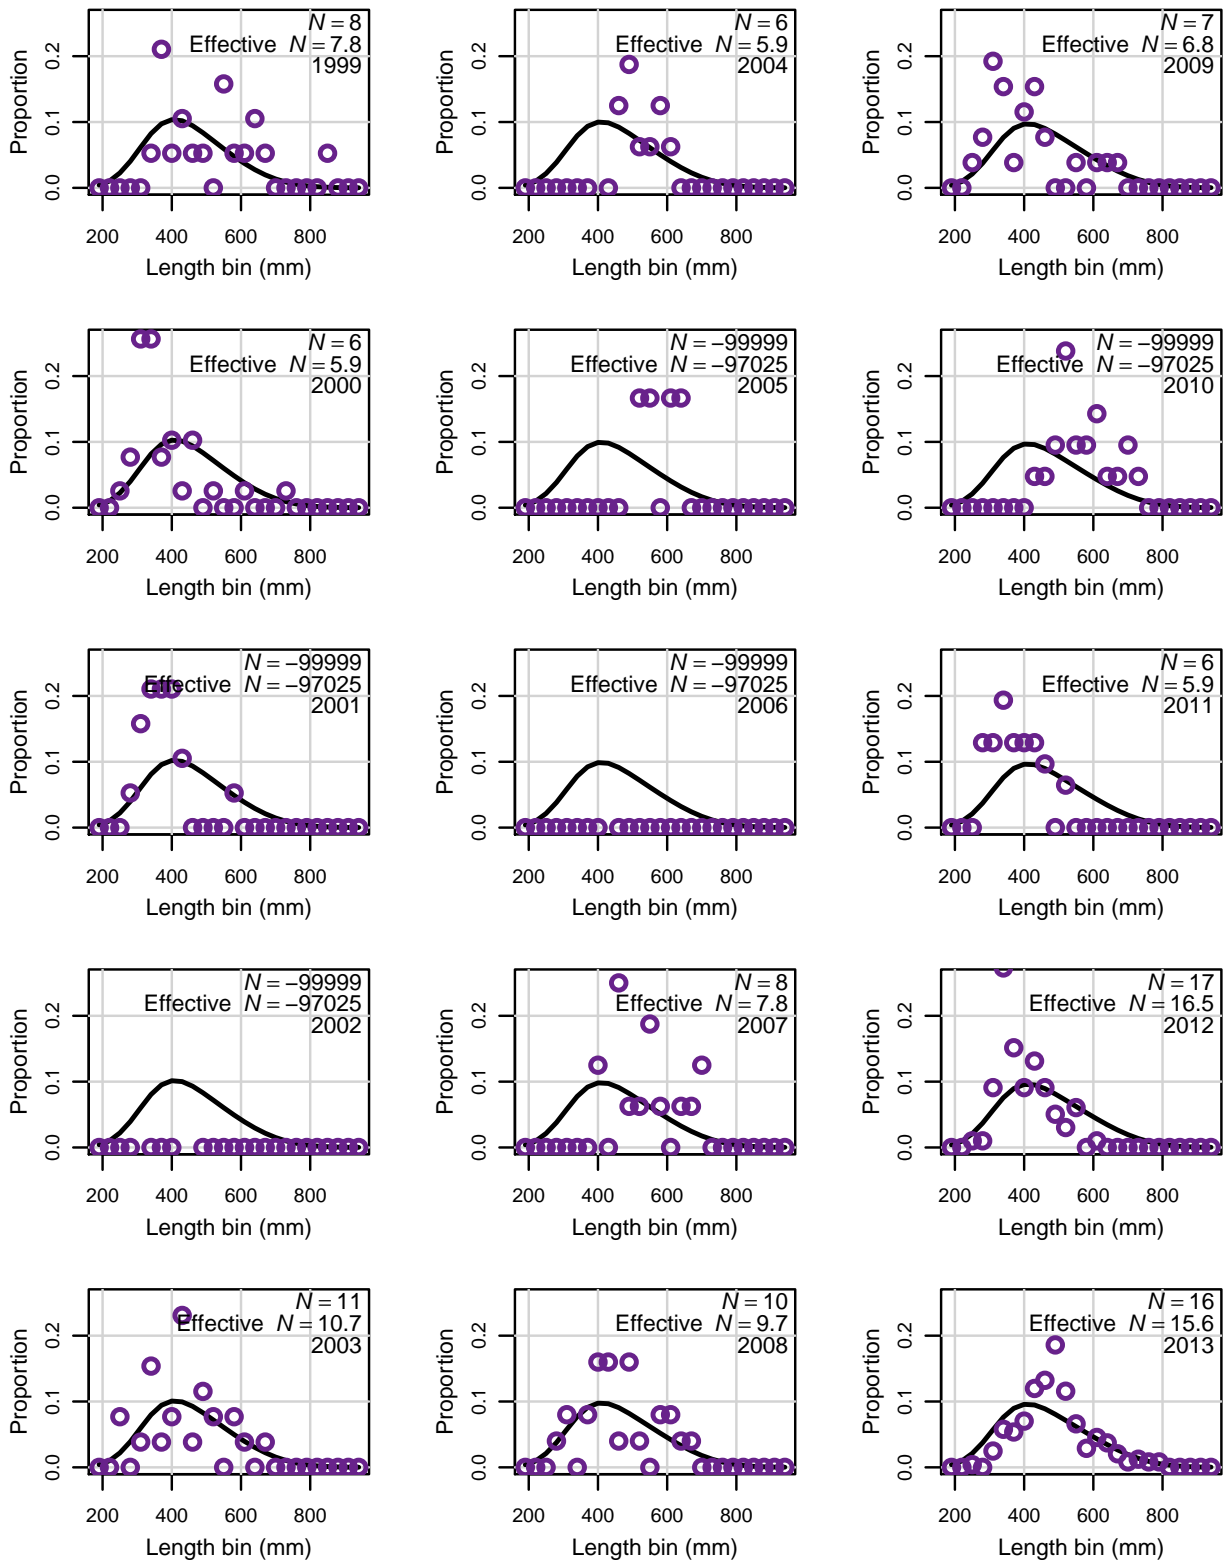 N = 8
Effective N = 7.8
1999
Proportion
0.0 0.1 0.2
200 400 600 800
Length bin (mm)
N = 6
Effective N = 5.9
2004
Proportion
0.0 0.1 0.2
200 400 600 800
Length bin (mm)
N = 7
Effective N = 6.8
2009
Proportion
0.0 0.1 0.2
200 400 600 800
Length bin (mm)
N = 6
Effective N = 5.9
2000
Proportion
0.0 0.1 0.2
200 400 600 800
Length bin (mm)
N = −99999
Effective N = −97025
2005
Proportion
0.0 0.1 0.2
200 400 600 800
Length bin (mm)
N = −99999
Effective N = −97025
2010
Proportion
0.0 0.1 0.2
200 400 600 800
Length bin (mm)
N = −99999
Effective N = −97025
2001
Proportion
0.0 0.1 0.2
200 400 600 800
Length bin (mm)
N = −99999
Effective N = −97025
2006
Proportion
0.0 0.1 0.2
200 400 600 800
Length bin (mm)
N = 6
Effective N = 5.9
2011
Proportion
0.0 0.1 0.2
200 400 600 800
Length bin (mm)
N = −99999
Effective N = −97025
2002
Proportion
0.0 0.1 0.2
200 400 600 800
Length bin (mm)
N = 8
Effective N = 7.8
2007
Proportion
0.0 0.1 0.2
200 400 600 800
Length bin (mm)
N = 17
Effective N = 16.5
2012
Proportion
0.0 0.1 0.2
200 400 600 800
Length bin (mm)
N = 11
Effective N = 10.7
2003
Proportion
0.0 0.1 0.2
200 400 600 800
Length bin (mm)
N = 10
Effective N = 9.7
2008
Proportion
0.0 0.1 0.2
200 400 600 800
Length bin (mm)
N = 16
Effective N = 15.6
2013
Proportion
0.0 0.1 0.2
200 400 600 800
Length bin (mm)